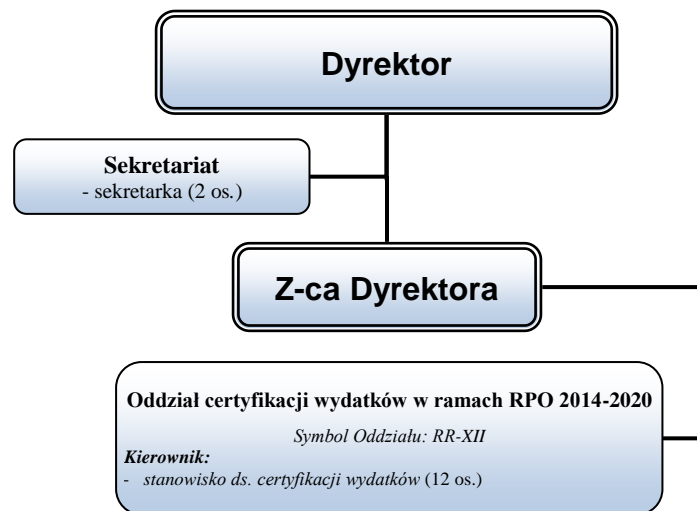 Dyrektor
Sekretariat
- sekretarka (2 os.)
Z-ca Dyrektora
Oddział certyfikacji wydatków w ramach RPO 2014-2020
Symbol Oddziału: RR-XII
Kierownik:
- stanowisko ds. certyfikacji wydatków (12 os.)